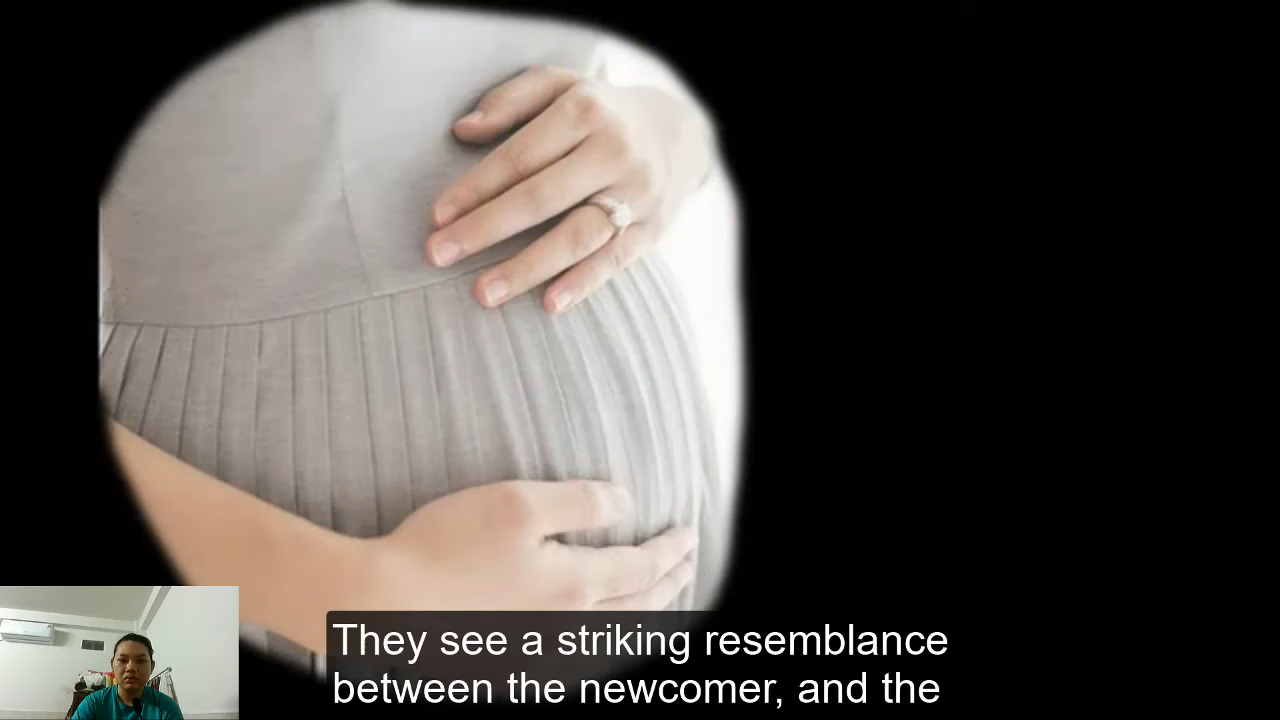 They see a striking resemblance
between the newcomer, and the